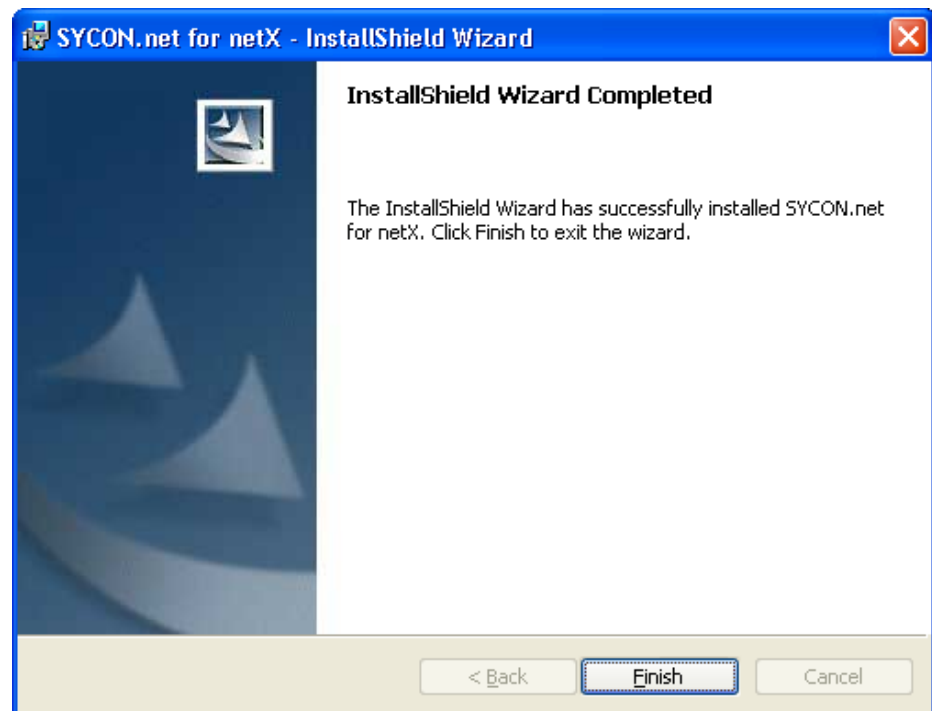 SYCON.net for netX - InstallShield Wizard
InstallShield Wizard Completed
The InstallShield Wizard has successfully installed SYCON.net
for netX. Click Finish to exit the wizard.
< Back
Finish
Cancel